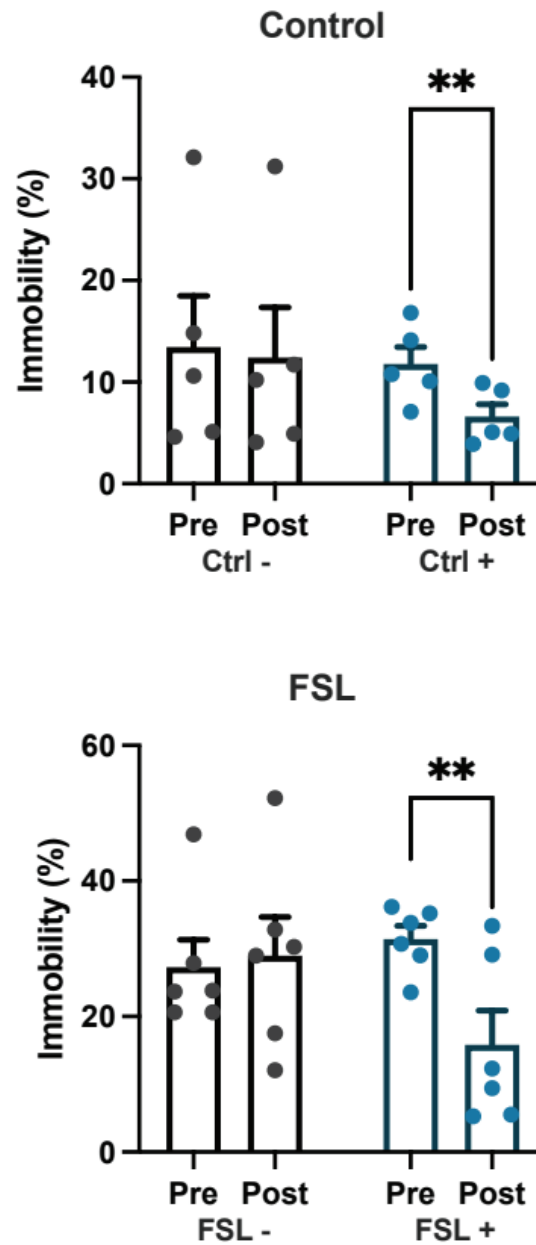 Control
Immobility (%)
40
30
20
10
0
**
Pre Post Pre Post
Ctrl - Ctrl +
FSL
Immobility (%)
60
40
20
0
**
Pre Post Pre Post
FSL - FSL +